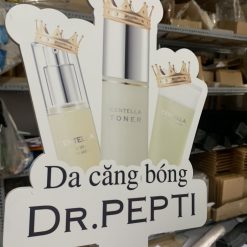 CENTELLA
TONER
Da căng bóng
DR.PEPTI